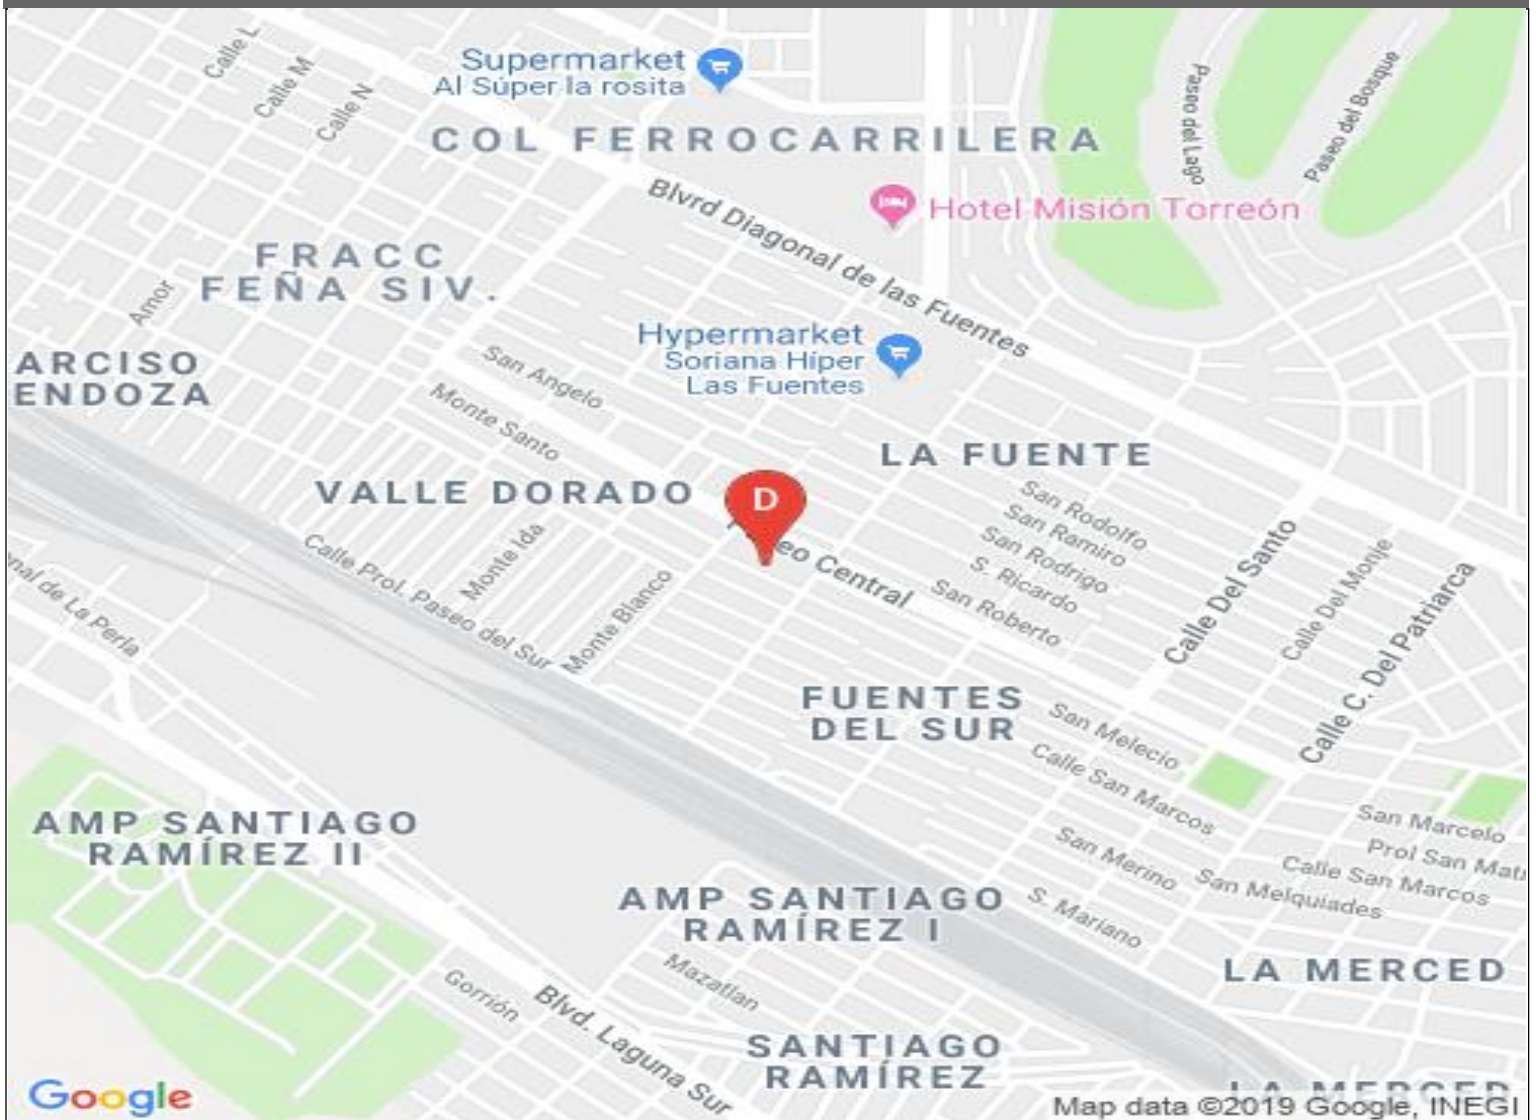 Calle L
Calle M
Calle N
Supermarket
Al Súper la rosita
COL FERROCARRILERA
Paseo del Lago
Paseo del Bosque
Blvrd Diagonal de las Fuentes
Hotel Misión Torreón
FRACC
FEÑA SIV.
Amor
Hypermarket
Soriana Híper
Las Fuentes
ARCISO
ENDOZA
San Angelo
Monte Santo
LA FUENTE
VALLE DORADO
D
eo Central
San Rodolfo
San Ramiro
San Rodrigo
S. Ricardo
San Roberto
Calle Del Santo
Calle Del Monje
Calle C. Del Patriarca
Calle Prol. Paseo del Sur
Monte Ida
Monte Blanco
nal de La Perla
FUENTES
DEL SUR
San Melecio
Calle San Marcos
San Merino
San Melquiades
S. Mariano
San Marcelo
Prol San Mat
Calle San Marcos
AMP SANTIAGO
RAMÍREZ II
AMP SANTIAGO
RAMÍREZ I
LA MERCED
Mazatlan
Gorrión
Blvd. Laguna Sur
SANTIAGO
RAMÍREZ
LA MERCED
Google
Map data ©2019 Google, INEGI